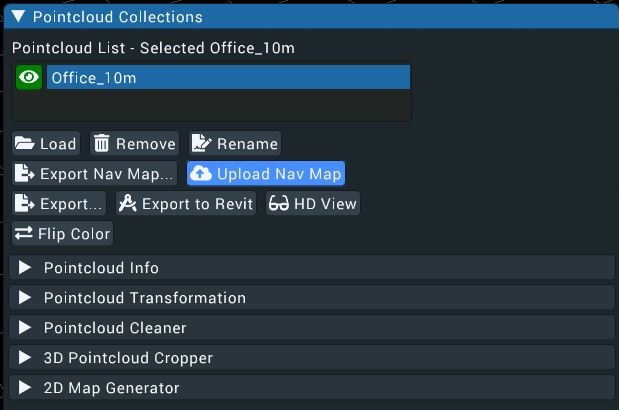 Pointcloud Collections
Pointcloud List - Selected Office_10m
Office_10m
Load Remove Rename
Export Nav Map... Upload Nav Map
Export... Export to Revit HD View
Flip Color
Pointcloud Info
Pointcloud Transformation
Pointcloud Cleaner
3D Pointcloud Cropper
2D Map Generator